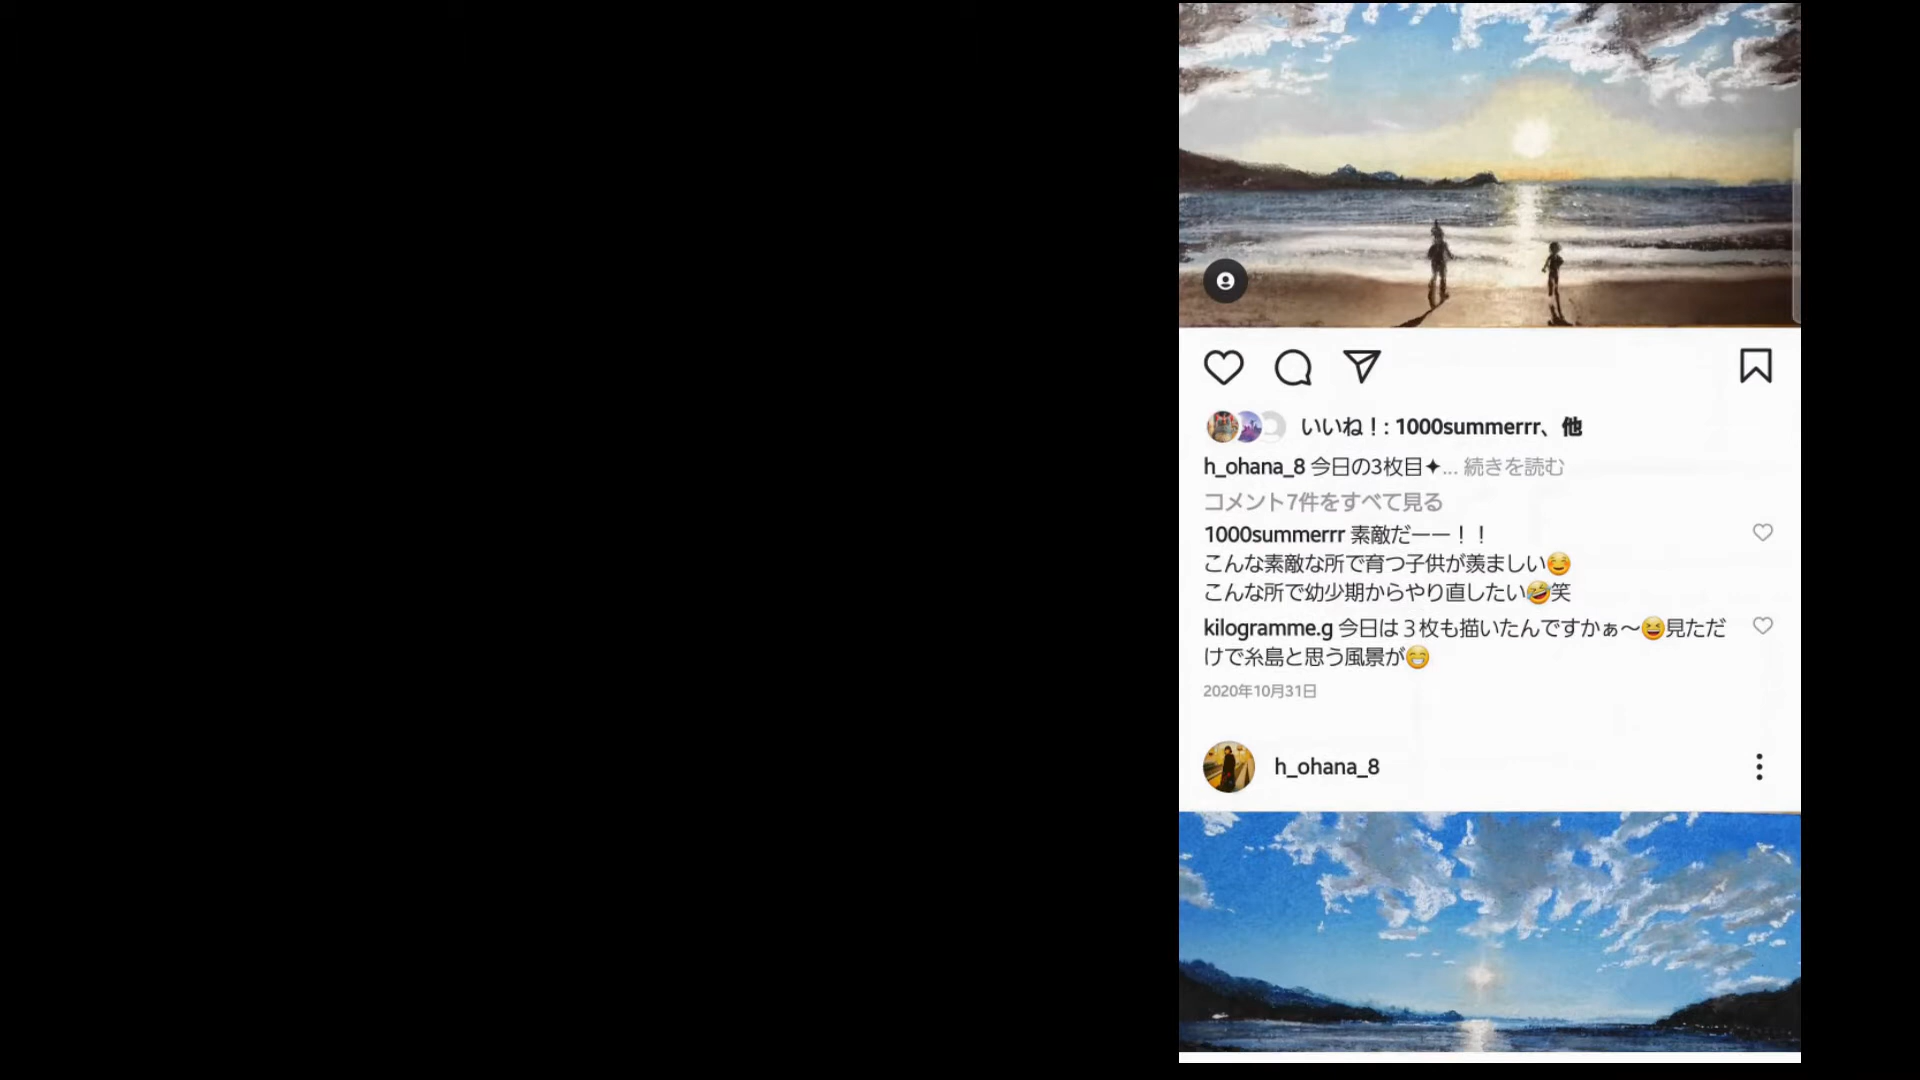 いいね！: 1000summerrr、他
h_ohana_8 今日の3枚目✦... 続きを読む
コメント7件をすべて見る
1000summerrr 素敵だーー！！
こんな素敵な所で育つ子供が羨ましい☺️
こんな所で幼少期からやり直したい🤣笑
kilogramme.g 今日は３枚も描いたんですかぁ〜😆見ただ
けで糸島と思う風景が😁
2020年10月31日
h_ohana_8